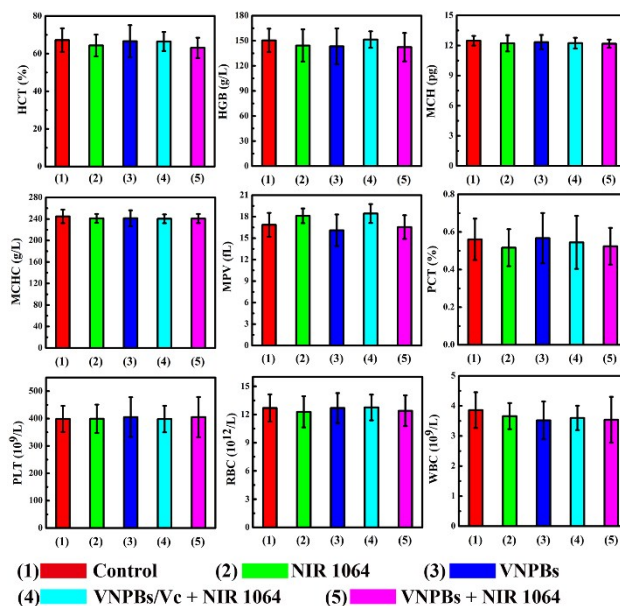 HCT (%)
80
60
40
20
0
(1) (2) (3) (4) (5)
HGB (g/L)
180
150
120
90
60
30
0
(1) (2) (3) (4) (5)
MCH (pg)
15
12
9
6
3
0
(1) (2) (3) (4) (5)
MCHC (g/L)
280
240
200
160
120
80
40
0
(1) (2) (3) (4) (5)
MPV (fL)
21
18
15
12
9
6
3
0
(1) (2) (3) (4) (5)
PCT (%)
0.8
0.6
0.4
0.2
0.0
(1) (2) (3) (4) (5)
PLT (10⁹/L)
500
400
300
200
100
0
(1) (2) (3) (4) (5)
RBC (10¹²/L)
15
12
9
6
3
0
(1) (2) (3) (4) (5)
WBC (10⁹/L)
5
4
3
2
1
0
(1) (2) (3) (4) (5)
(1) Control (2) NIR 1064 (3) VNPBs
(4) VNPBs/Vc + NIR 1064 (5) VNPBs + NIR 1064